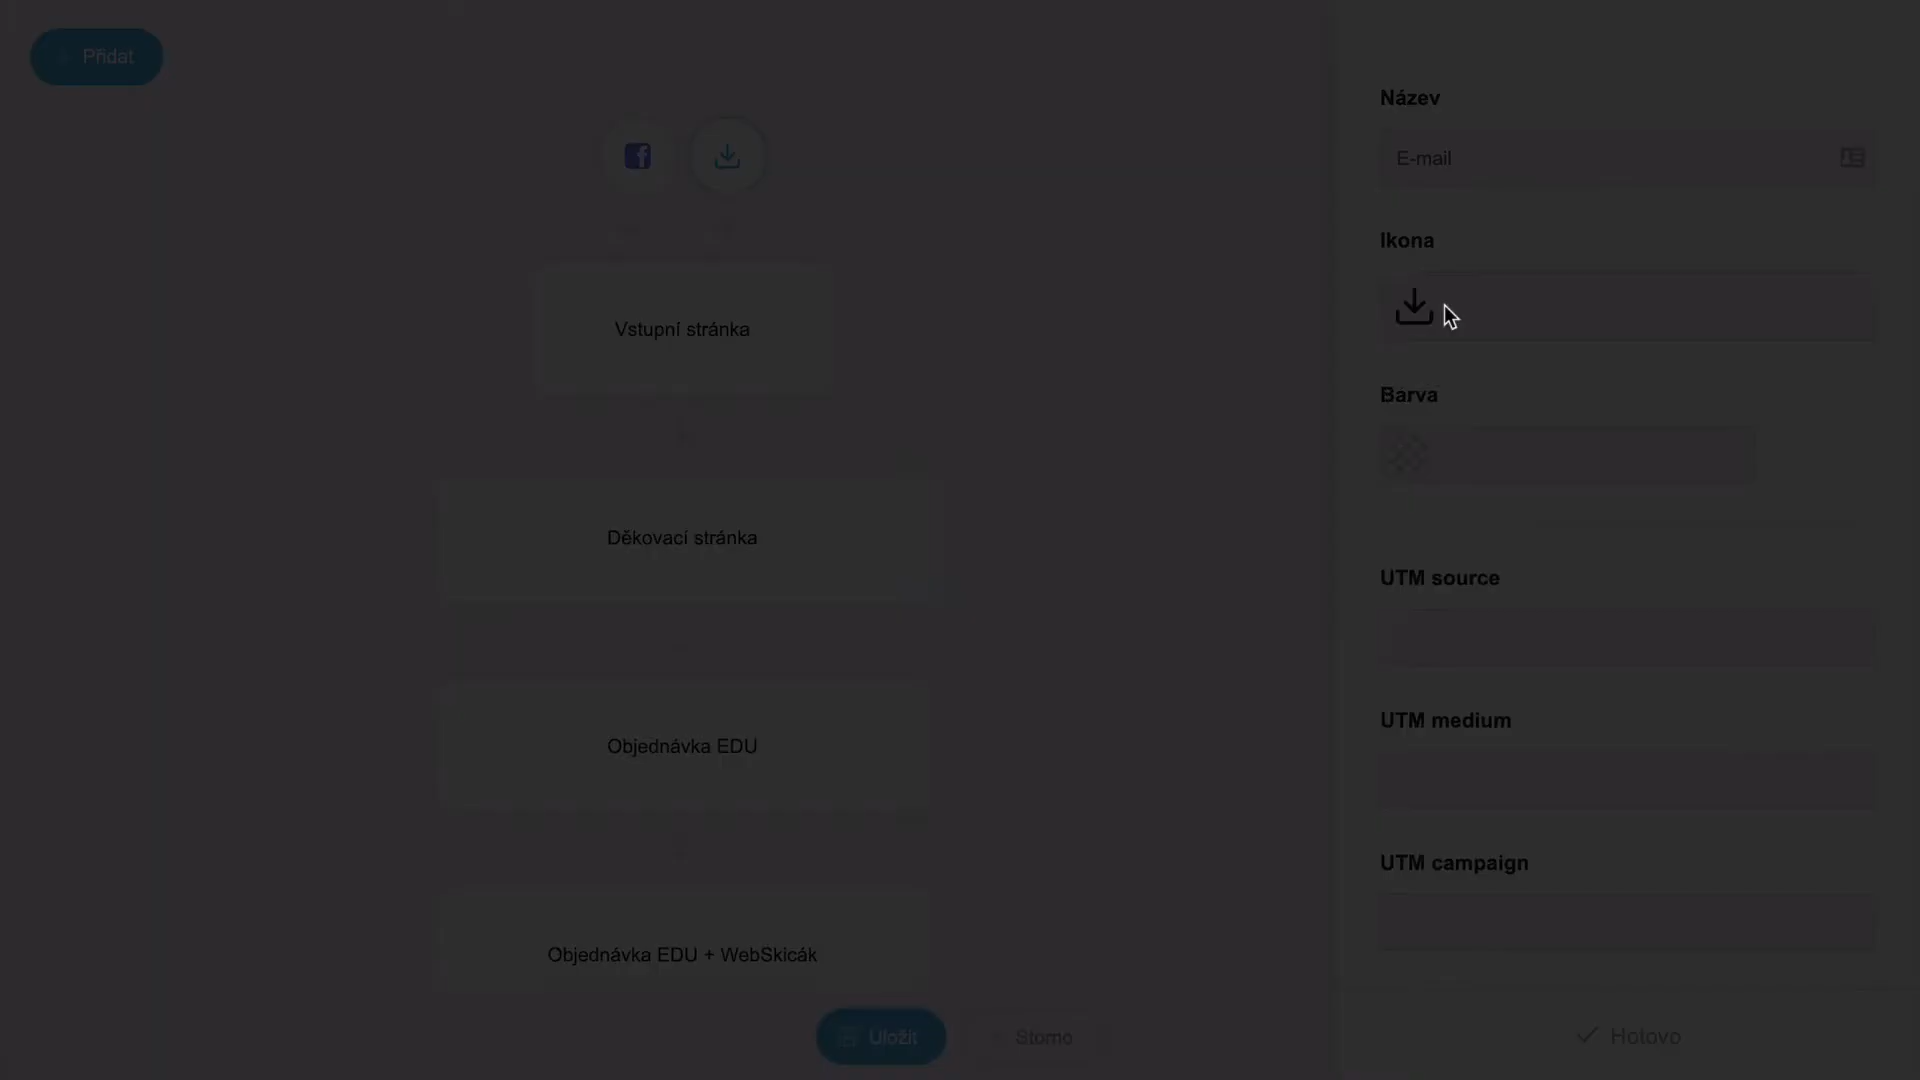 Přidat
Vstupní stránka
Děkovací stránka
Objednávka EDU
Objednávka EDU + WebSkicák
Uložit
Storno
Název
E-mail
Ikona
Barva
UTM source
UTM medium
UTM campaign
Hotovo